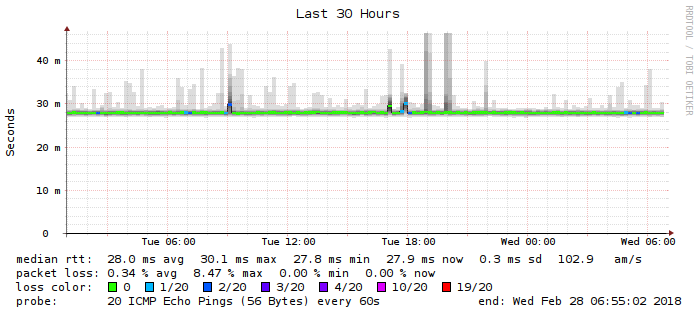 Last 30 Hours
RRDTOOL / TOBI OETIKER
Seconds
40 m
30 m
20 m
10 m
0
Tue 06:00 Tue 12:00 Tue 18:00 Wed 00:00 Wed 06:00
median rtt: 28.0 ms avg 30.1 ms max 27.8 ms min 27.9 ms now 0.3 ms sd 102.9 am/s
packet loss: 0.34 % avg 8.47 % max 0.00 % min 0.00 % now
loss color: 0 1/20 2/20 3/20 4/20 10/20 19/20
probe: 20 ICMP Echo Pings (56 Bytes) every 60s end: Wed Feb 28 06:55:02 2018